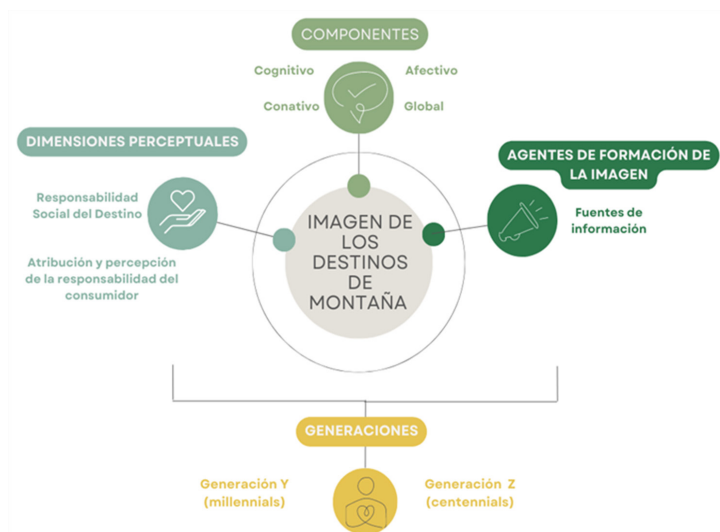 COMPONENTES
Cognitivo
Afectivo
Conativo
Global
DIMENSIONES PERCEPTUALES
Responsabilidad
Social del Destino
Atribución y percepción
de la responsabilidad del
consumidor
AGENTES DE FORMACIÓN DE
LA IMAGEN
Fuentes de
información
IMAGEN DE
LOS
DESTINOS
DE
MONTAÑA
GENERACIONES
Generación Y
(millennials)
Generación Z
(centennials)